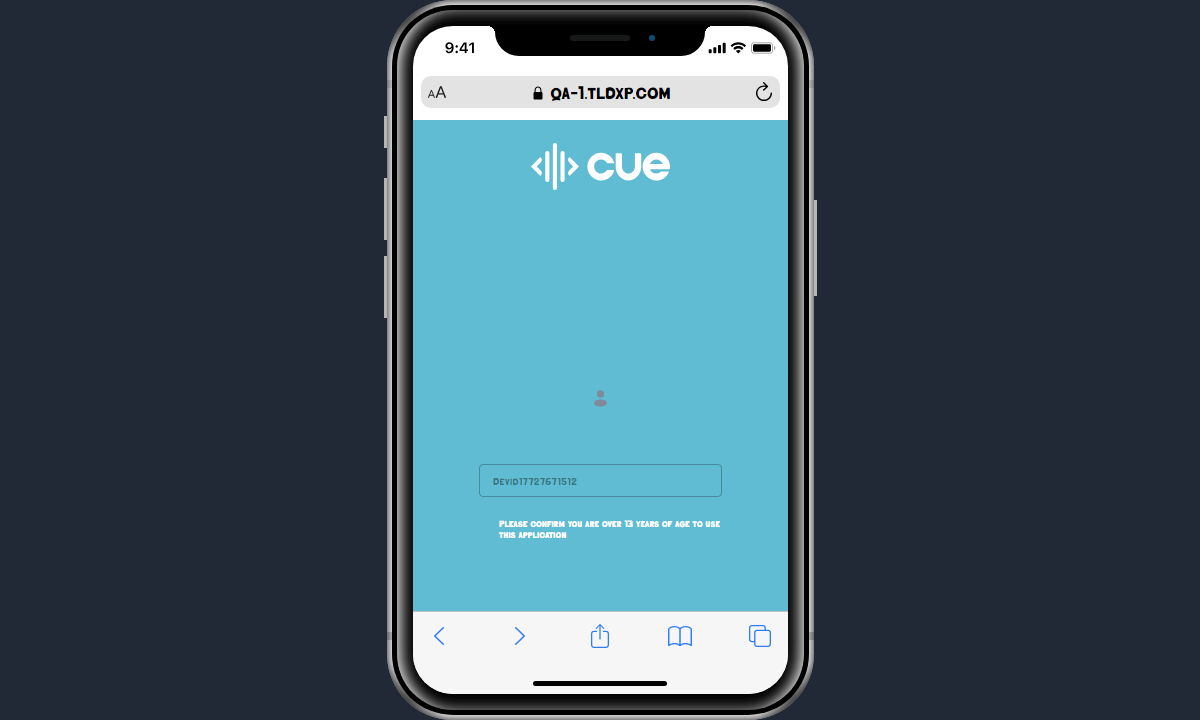 9:41
AA QA-1.TLDXP.COM
cue
Devid17727671512
Please confirm you are over 13 years of age to use
this application